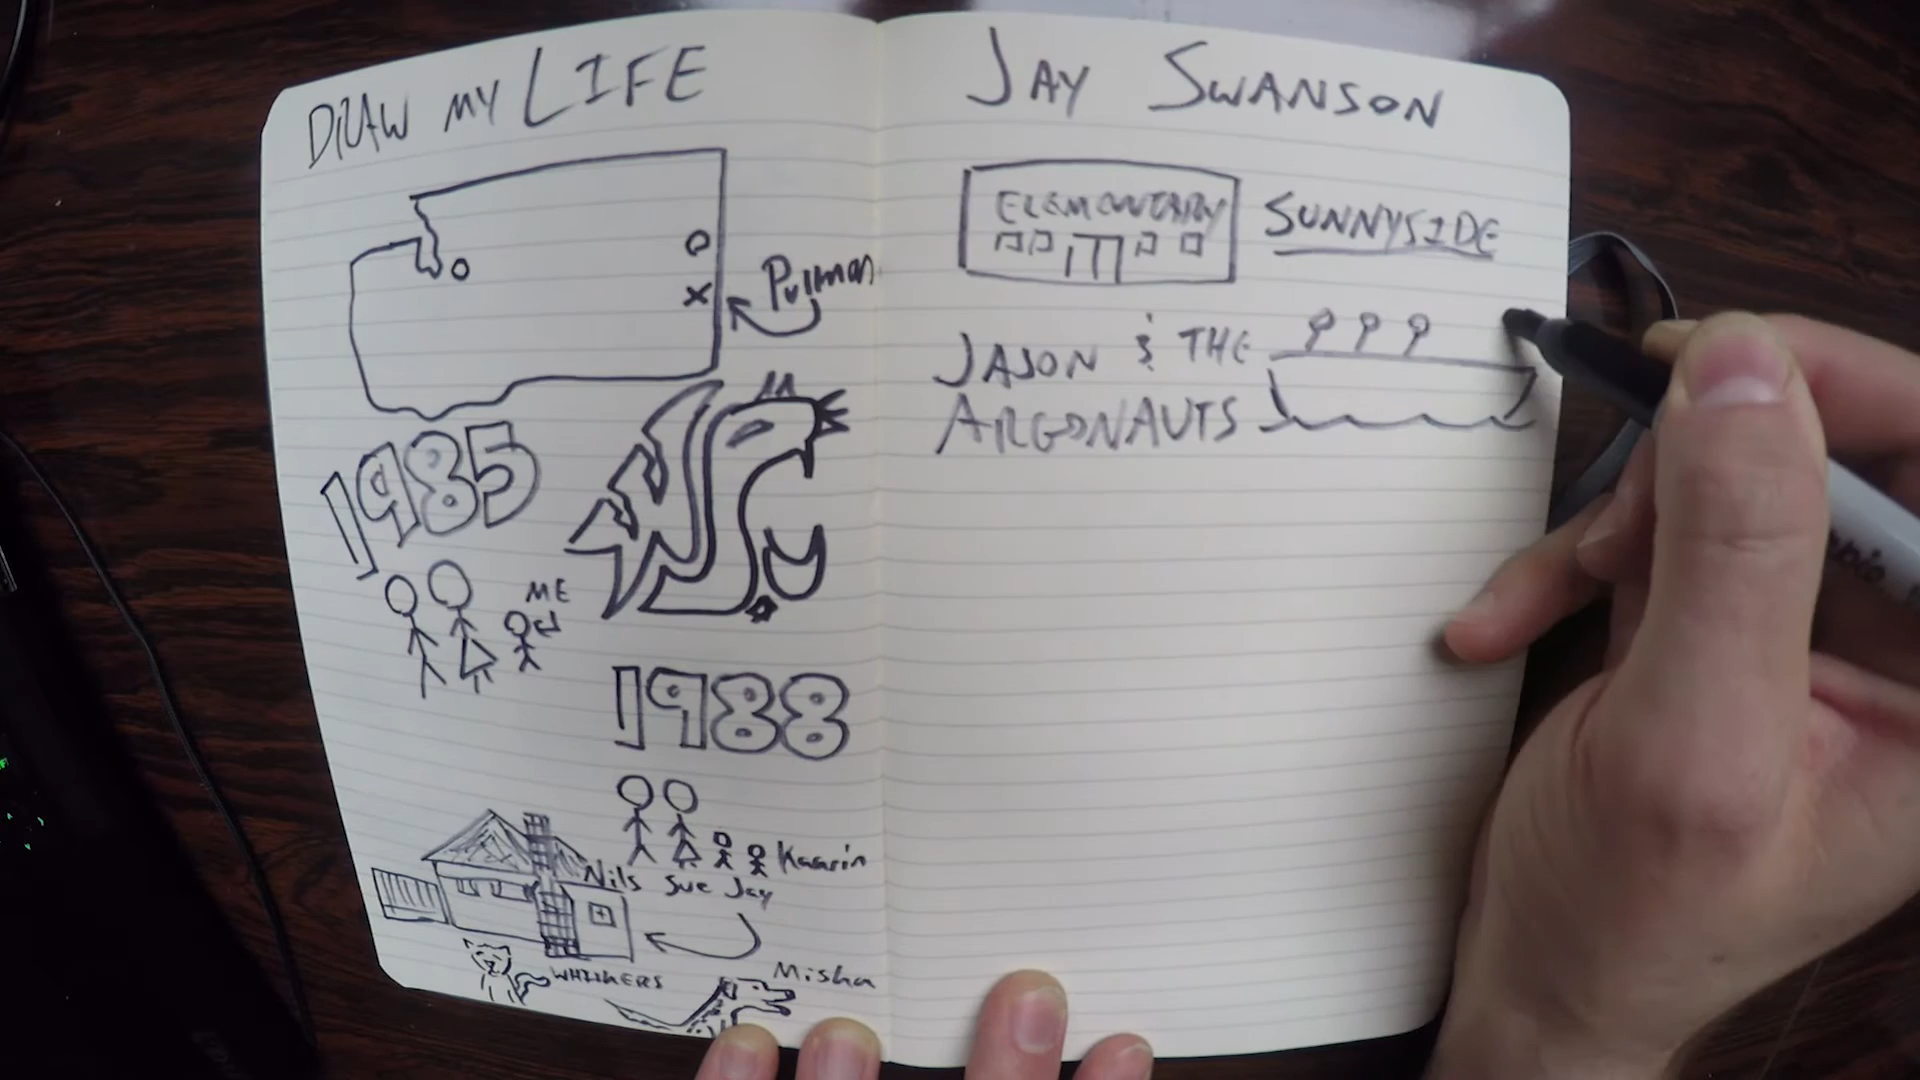 DRAW MY LIFE
Pullman
1985
ME
1988
Kaarin
Nils Sue Jay
WHISKERS
Misha
JAY SWANSON
ELEMENTARY
SUNNYSIDE
JASON & THE
ARGONAUTS